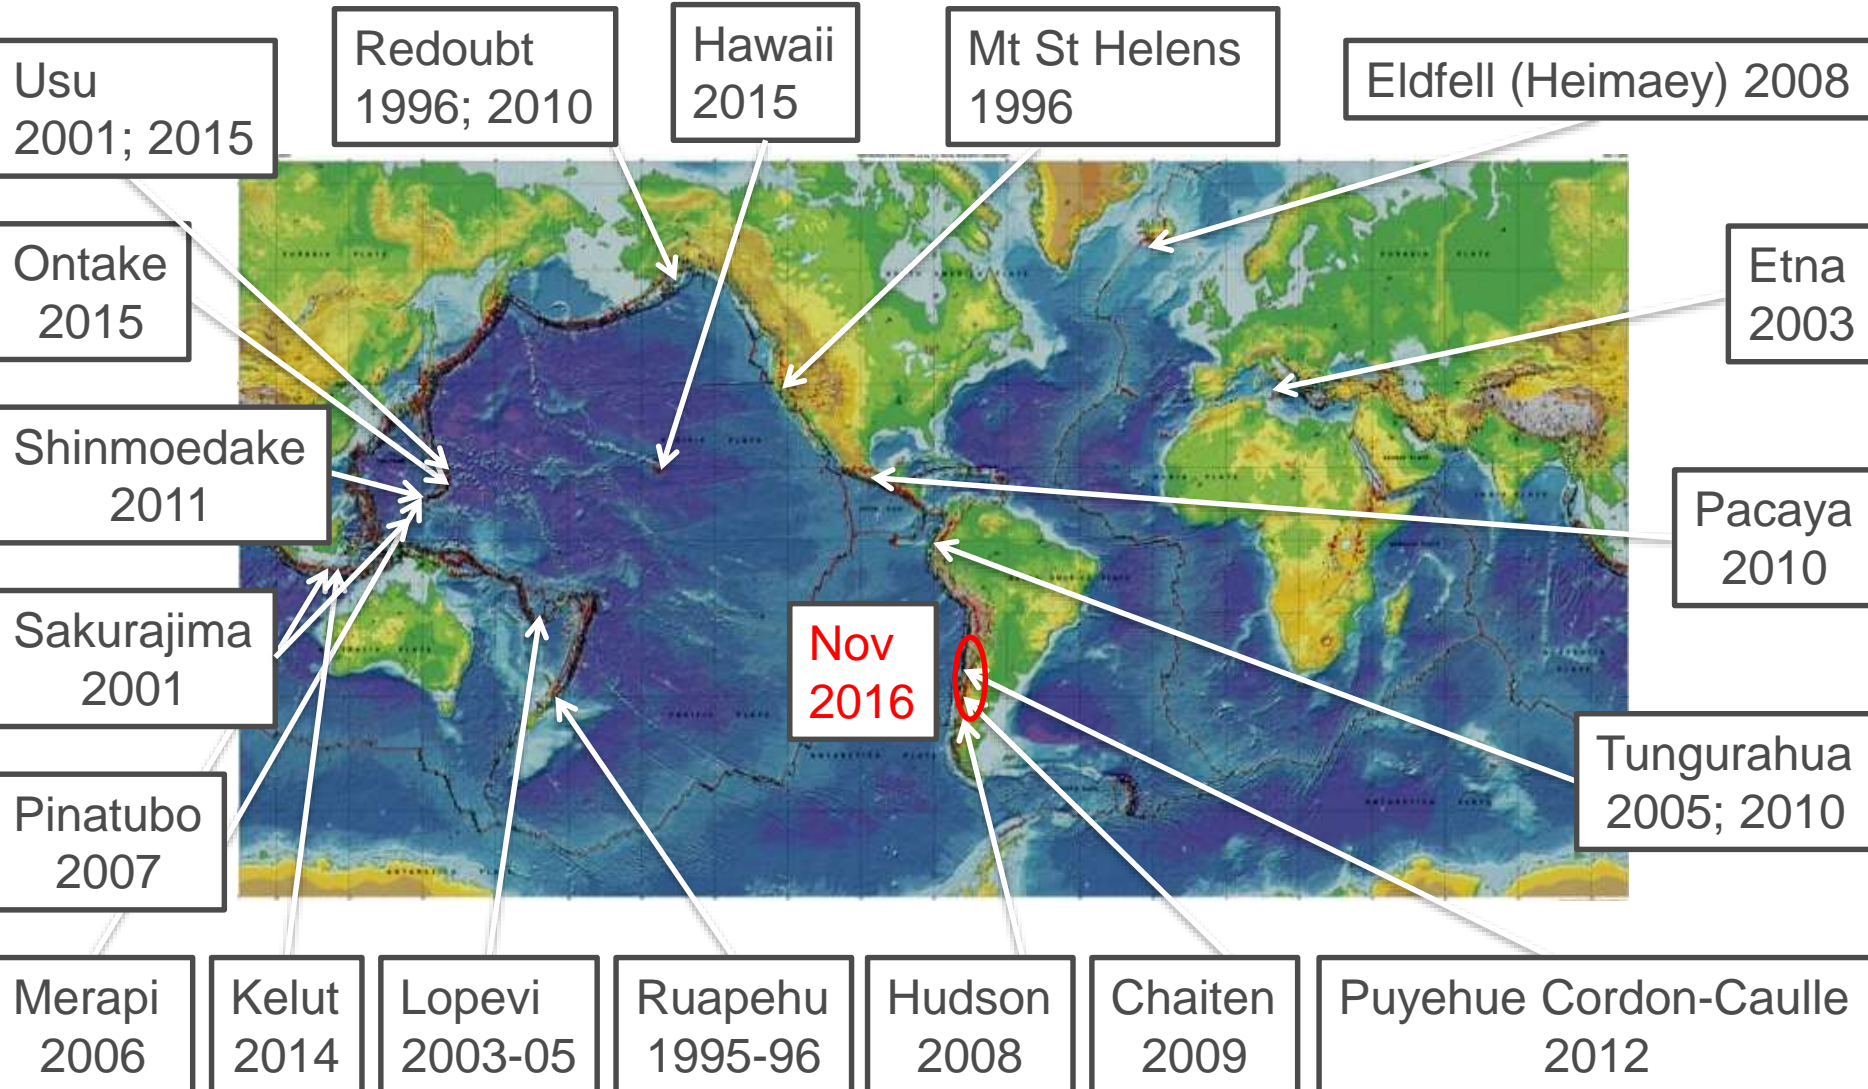 Usu
2001; 2015
Redoubt
1996; 2010
Hawaii
2015
Mt St Helens
1996
Eldfell (Heimaey) 2008
Ontake
2015
Etna
2003
Shinmoedake
2011
Pacaya
2010
Sakurajima
2001
Nov
2016
Tungurahua
2005; 2010
Pinatubo
2007
Merapi
2006
Kelut
2014
Lopevi
2003-05
Ruapehu
1995-96
Hudson
2008
Chaiten
2009
Puyehue Cordon-Caulle
2012